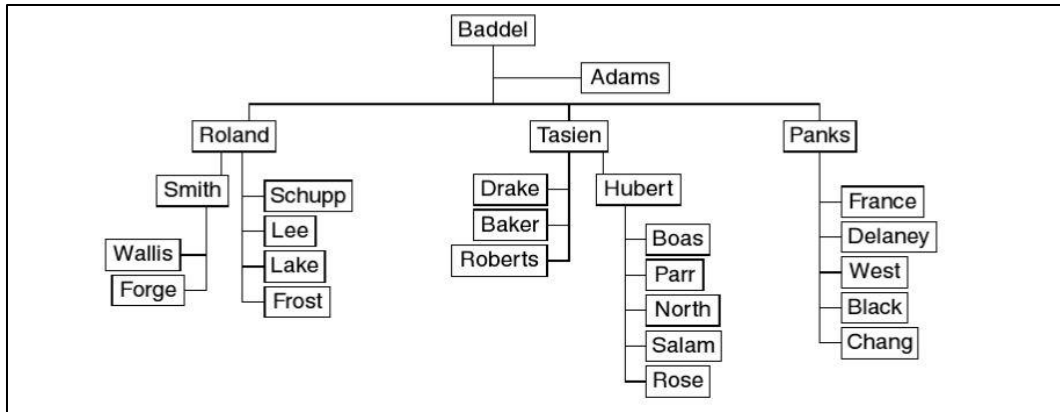 Baddel
Adams
Roland
Tasien
Panks
Smith
Schupp
Lee
Lake
Frost
Wallis
Forge
Drake
Baker
Roberts
Hubert
Boas
Parr
North
Salam
Rose
France
Delaney
West
Black
Chang